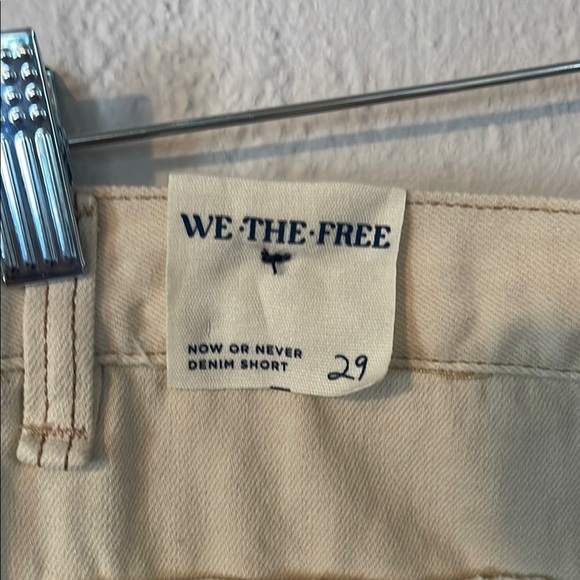 WE·THE·FREE
NOW OR NEVER
DENIM SHORT
29